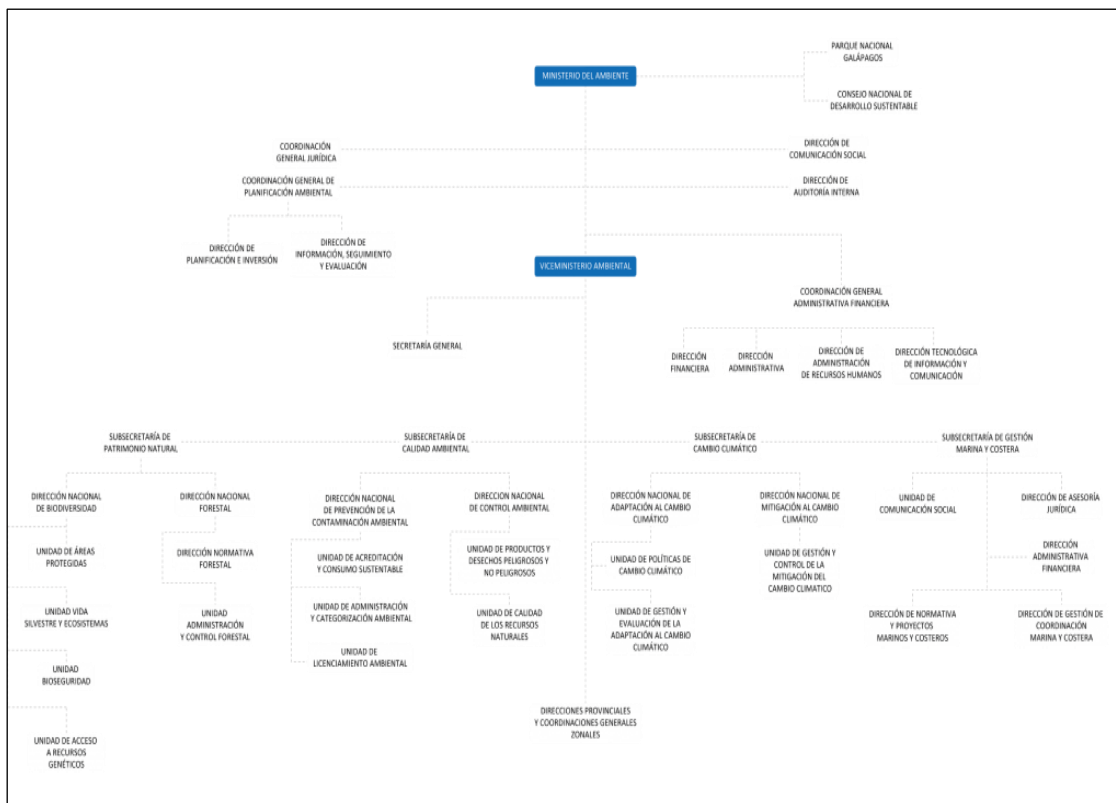 PARQUE NACIONAL
GALÁPAGOS
MINISTERIO DEL AMBIENTE
CONSEJO NACIONAL DE
DESARROLLO SUSTENTABLE
COORDINACIÓN
GENERAL JURÍDICA
DIRECCIÓN DE
COMUNICACIÓN SOCIAL
COORDINACIÓN GENERAL DE
PLANIFICACIÓN AMBIENTAL
DIRECCIÓN DE
AUDITORÍA INTERNA
DIRECCIÓN DE
PLANIFICACIÓN E INVERSIÓN
DIRECCIÓN DE
INFORMACIÓN, SEGUIMIENTO
Y EVALUACIÓN
VICEMINISTERIO AMBIENTAL
COORDINACIÓN GENERAL
ADMINISTRATIVA FINANCIERA
SECRETARÍA GENERAL
DIRECCIÓN
FINANCIERA
DIRECCIÓN
ADMINISTRATIVA
DIRECCIÓN DE
ADMINISTRACIÓN
DE RECURSOS HUMANOS
DIRECCIÓN TECNOLÓGICA
DE INFORMACIÓN Y
COMUNICACIÓN
SUBSECRETARÍA DE
PATRIMONIO NATURAL
SUBSECRETARÍA DE
CALIDAD AMBIENTAL
SUBSECRETARÍA DE
CAMBIO CLIMÁTICO
SUBSECRETARÍA DE GESTIÓN
MARINA Y COSTERA
DIRECCIÓN NACIONAL
DE BIODIVERSIDAD
DIRECCIÓN NACIONAL
FORESTAL
DIRECCIÓN NACIONAL
DE PREVENCIÓN DE LA
CONTAMINACIÓN AMBIENTAL
DIRECCION NACIONAL
DE CONTROL AMBIENTAL
DIRECCIÓN NACIONAL DE
ADAPTACIÓN AL CAMBIO
CLIMÁTICO
DIRECCIÓN NACIONAL DE
MITIGACIÓN AL CAMBIO
CLIMÁTICO
UNIDAD DE
COMUNICACIÓN SOCIAL
DIRECCIÓN DE ASESORÍA
JURÍDICA
UNIDAD DE ÁREAS
PROTEGIDAS
DIRECCIÓN NORMATIVA
FORESTAL
UNIDAD DE ACREDITACIÓN
Y CONSUMO SUSTENTABLE
UNIDAD DE PRODUCTOS Y
DESECHOS PELIGROSOS Y
NO PELIGROSOS
UNIDAD DE POLÍTICAS DE
CAMBIO CLIMÁTICO
UNIDAD DE GESTIÓN Y
CONTROL DE LA
MITIGACIÓN DEL
CAMBIO CLIMATICO
DIRECCIÓN
ADMINISTRATIVA
FINANCIERA
UNIDAD VIDA
SILVESTRE Y ECOSISTEMAS
UNIDAD
ADMINISTRACIÓN
Y CONTROL FORESTAL
UNIDAD DE ADMINISTRACIÓN
Y CATEGORIZACIÓN AMBIENTAL
UNIDAD DE CALIDAD
DE LOS RECURSOS
NATURALES
UNIDAD DE GESTIÓN Y
EVALUACIÓN DE LA
ADAPTACIÓN AL CAMBIO
CLIMÁTICO
DIRECCIÓN DE NORMATIVA
Y PROYECTOS
MARINOS Y COSTEROS
DIRECCIÓN DE GESTIÓN DE
COORDINACIÓN
MARINA Y COSTERA
UNIDAD DE
LICENCIAMIENTO AMBIENTAL
UNIDAD
BIOSEGURIDAD
DIRECCIONES PROVINCIALES
Y COORDINACIONES GENERALES
ZONALES
UNIDAD DE ACCESO
A RECURSOS
GENÉTICOS